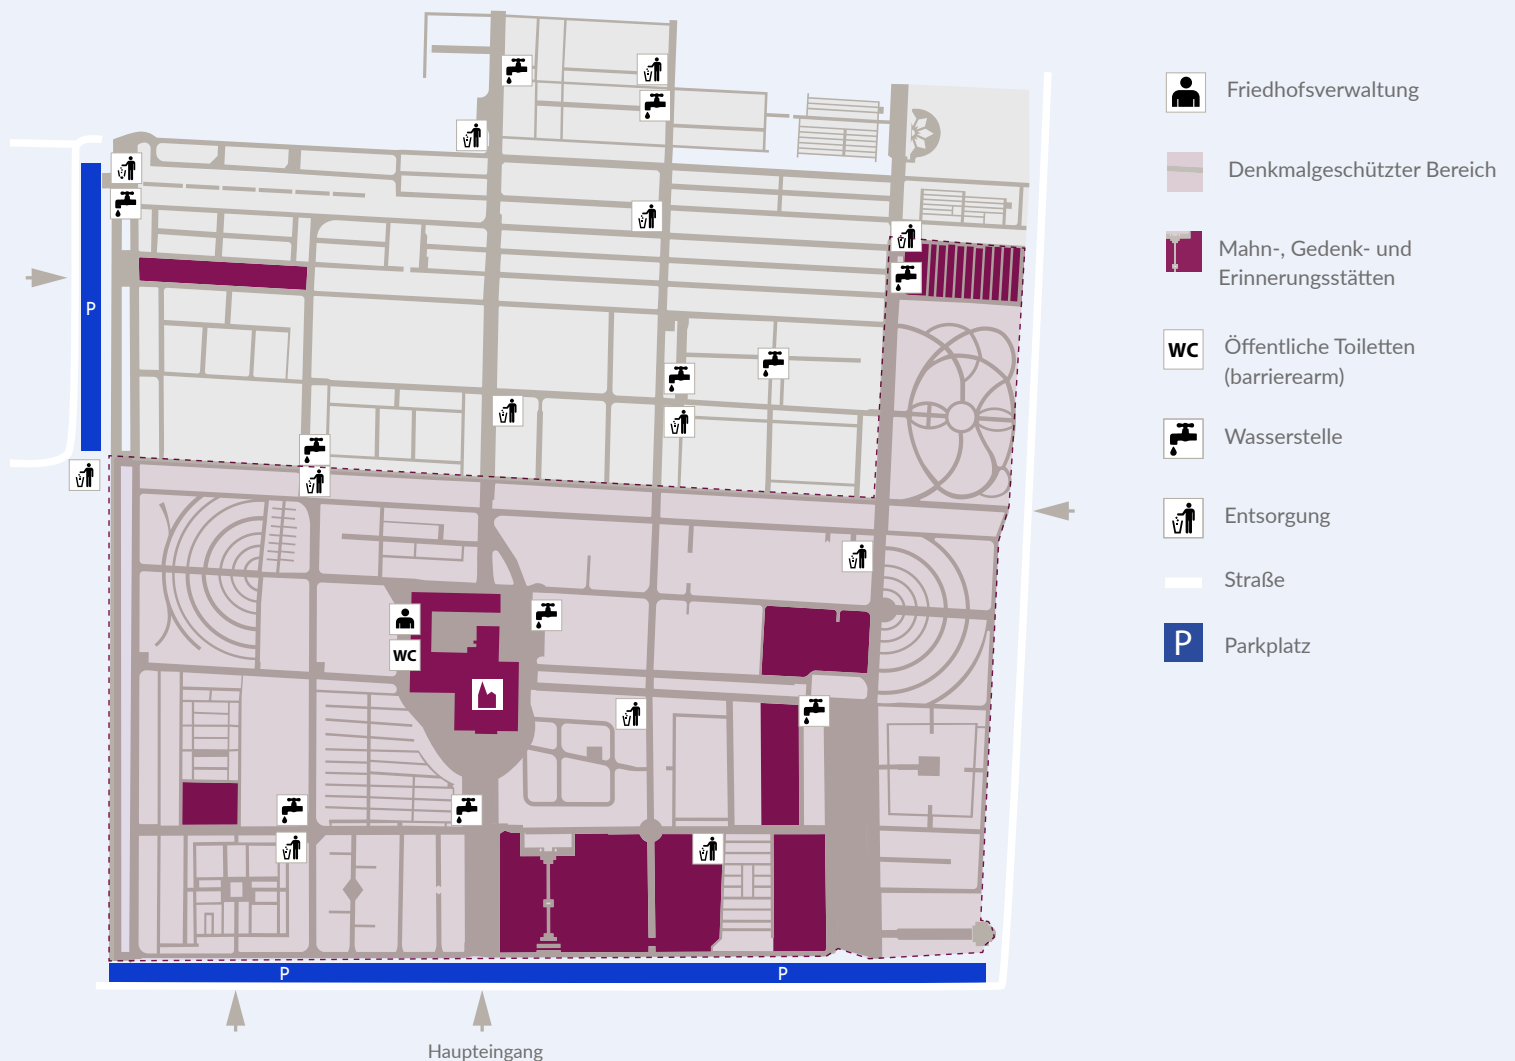 Friedhofsverwaltung
Denkmalgeschützter Bereich
Mahn-, Gedenk- und
Erinnerungsstätten
WC
Öffentliche Toiletten
(barrierearm)
Wasserstelle
Entsorgung
Straße
P
Parkplatz
P
WC
P
P
Haupteingang